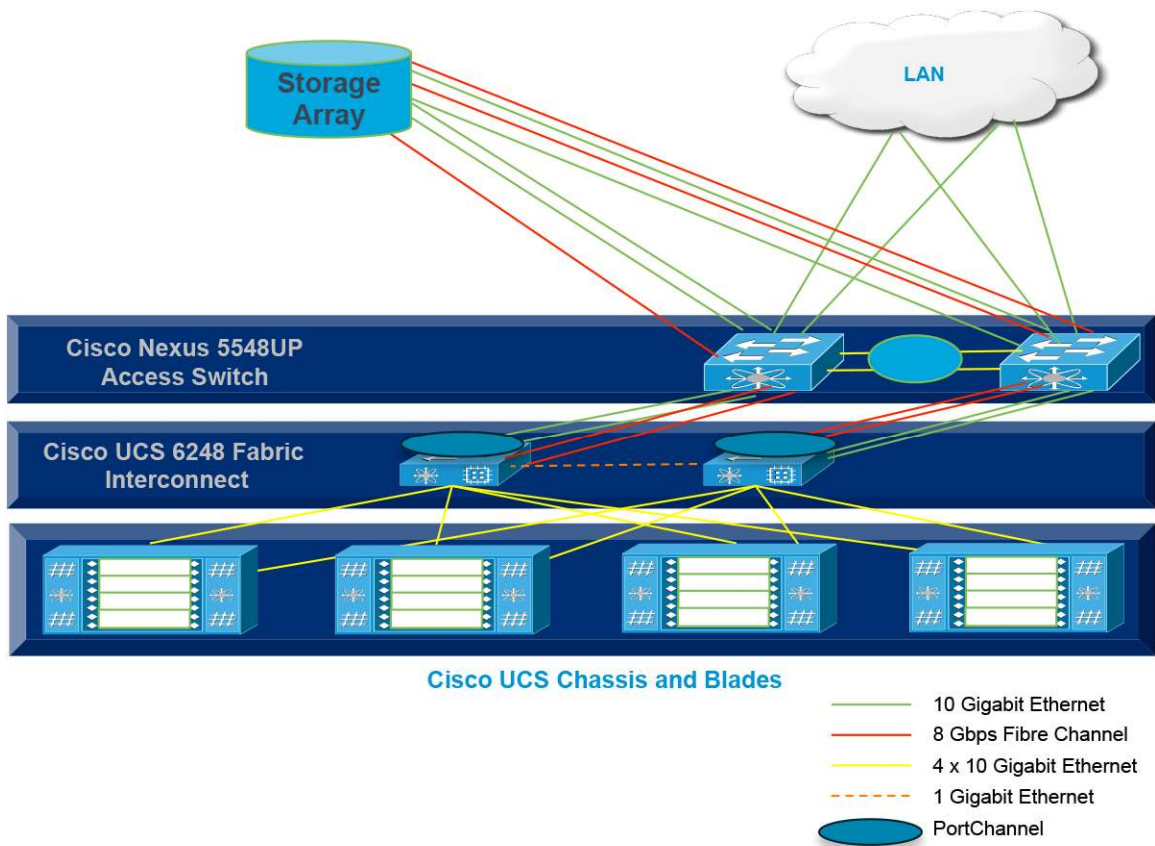 Storage
Array
LAN
Cisco Nexus 5548UP
Access Switch
Cisco UCS 6248 Fabric
Interconnect
Cisco UCS Chassis and Blades
10 Gigabit Ethernet
8 Gbps Fibre Channel
4 x 10 Gigabit Ethernet
1 Gigabit Ethernet
PortChannel